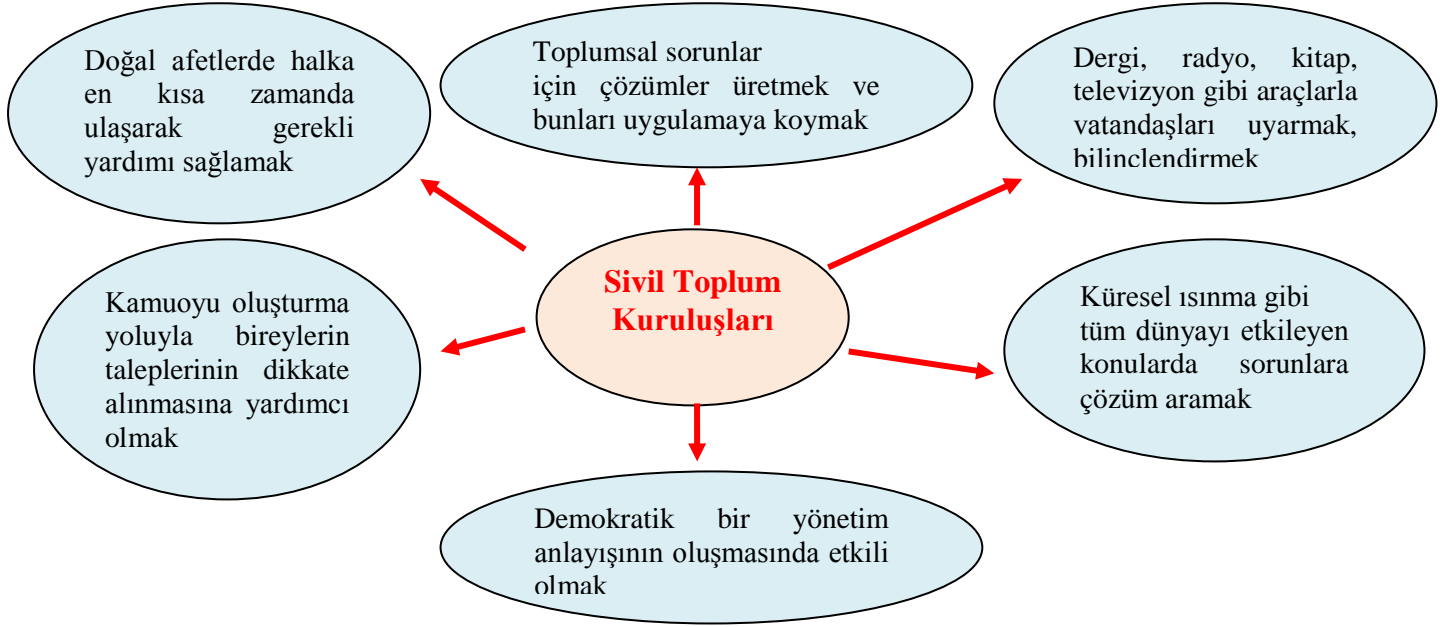 Doğal afetlerde halka
en kısa zamanda
ulaşarak gerekli
yardımı sağlamak
Toplumsal sorunlar
için çözümler üretmek ve
bunları uygulamaya koymak
Dergi, radyo, kitap,
televizyon gibi araçlarla
vatandaşları uyarmak,
bilinçlendirmek
Sivil Toplum
Kuruluşları
Kamuoyu oluşturma
yoluyla bireylerin
taleplerinin dikkate
alınmasına yardımcı
olmak
Küresel ısınma gibi
tüm dünyayı etkileyen
konularda sorunlara
çözüm aramak
Demokratik bir yönetim
anlayışının oluşmasında etkili
olmak